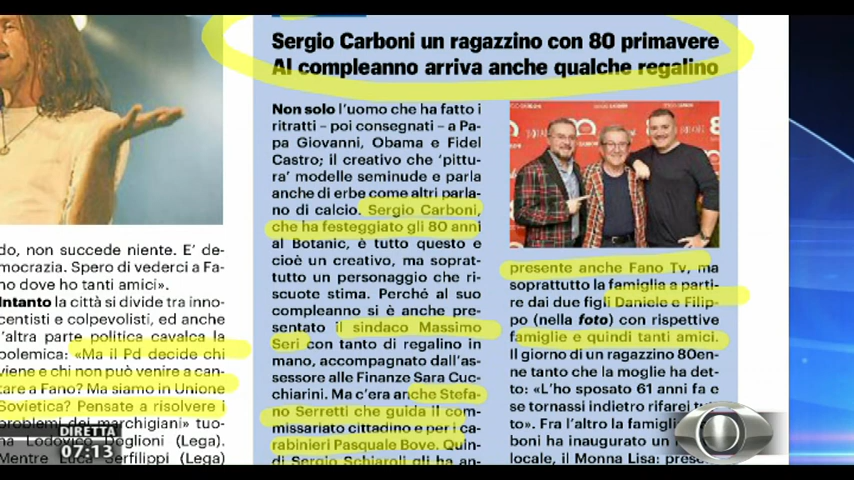 Sergio Carboni un ragazzino con 80 primavere
Al compleanno arriva anche qualche regalino
Non solo l'uomo che ha fatto i
ritratti – poi consegnati – a Pa-
pa Giovanni, Obama e Fidel
Castro; il creativo che 'pittu-
ra' modelle seminude e parla
anche di erbe come altri parla-
no di calcio. Sergio Carboni,
che ha festeggiato gli 80 anni
al Botanic, è tutto questo e
cioè un creativo, ma soprat-
tutto un personaggio che ri-
scuote stima. Perché al suo
compleanno si è anche pre-
sentato il sindaco Massimo
Seri con tanto di regalino in
mano, accompagnato dall'as-
sessore alle Finanze Sara Cuc-
chiarini. Ma c'era anche Stefa-
no Serretti che guida il com-
missariato cittadino e per i ca-
rabinieri Pasquale Bove. Quin-
di Sergio Schiaroli gli ha an-
presente anche Fano Tv, ma
soprattutto la famiglia a parti-
re dai due figli Daniele e Filip-
po (nella foto) con rispettive
famiglie e quindi tanti amici.
Il giorno di un ragazzino 80en-
ne tanto che la moglie ha det-
to: «L'ho sposato 61 anni fa e
se tornassi indietro rifarei
to». Fra l'altro la famiglia
boni ha inaugurato un
locale, il Monna Lisa:
do, non succede niente. E' de-
mocrazia. Spero di vederci a Fa-
no dove ho tanti amici».
Intanto la città si divide tra inno-
centisti e colpevolisti, ed anche
l'altra parte politica cavalca la
polemica: «Ma il Pd decide chi
viene e chi non può venire a can-
tare a Fano? Ma siamo in Unione
Sovietica? Pensate a risolvere i
problemi dei marchigiani» tuo-
na Lodovico Doglioni (Lega).
Mentre Luca Serfilippi (Lega)
DIRETTA
07:13